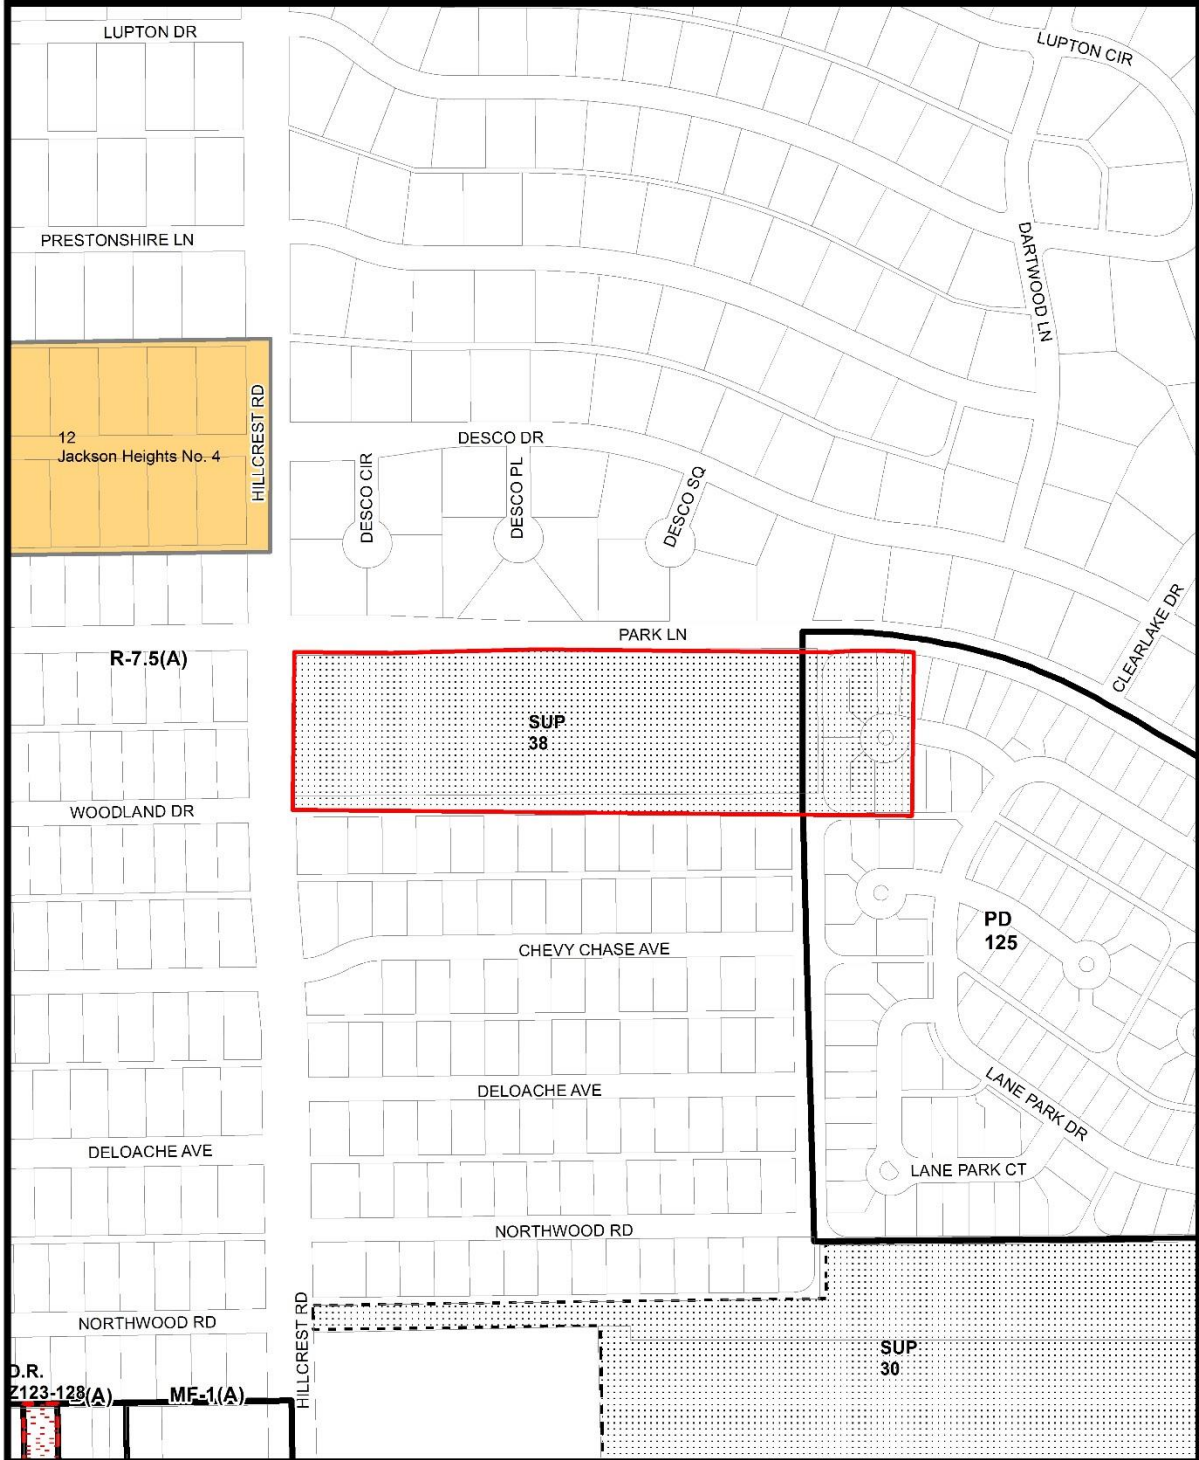 LUPTON DR
LUPTON CIR
PRESTONSHIRE LN
DARTWOOD LN
HILLCREST RD
12
Jackson Heights No. 4
DESCO DR
DESCO CIR
DESCO PL
DESCO SQ
CLEARLAKE DR
PARK LN
R-7.5(A)
SUP
38
WOODLAND DR
PD
125
CHEVY CHASE AVE
DELOACHE AVE
LANE PARK DR
DELOACHE AVE
LANE PARK CT
NORTHWOOD RD
HILLCREST RD
NORTHWOOD RD
SUP
30
D.R.
Z123-128
(A)
MF-1(A)